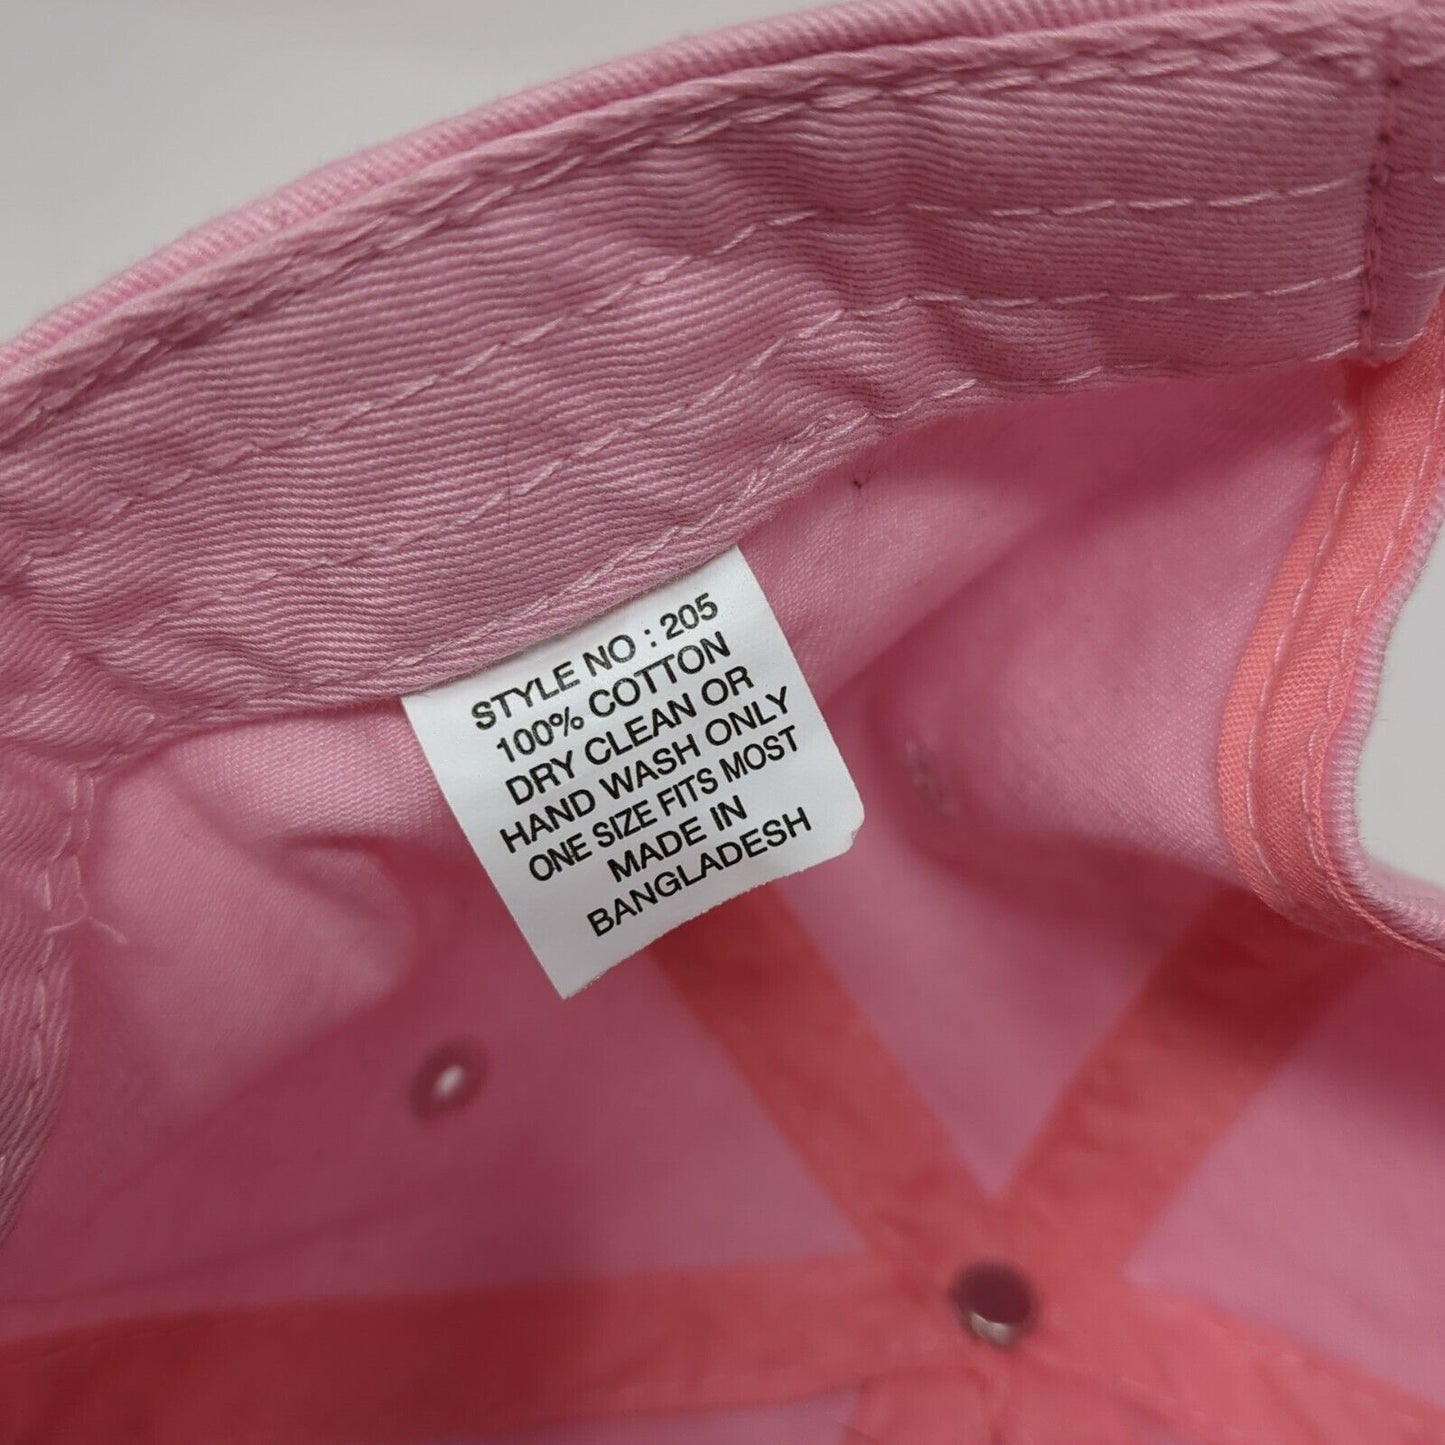 STYLE NO : 205
100% COTTON
DRY CLEAN OR
HAND WASH ONLY
ONE SIZE FITS MOST
MADE IN
BANGLADESH